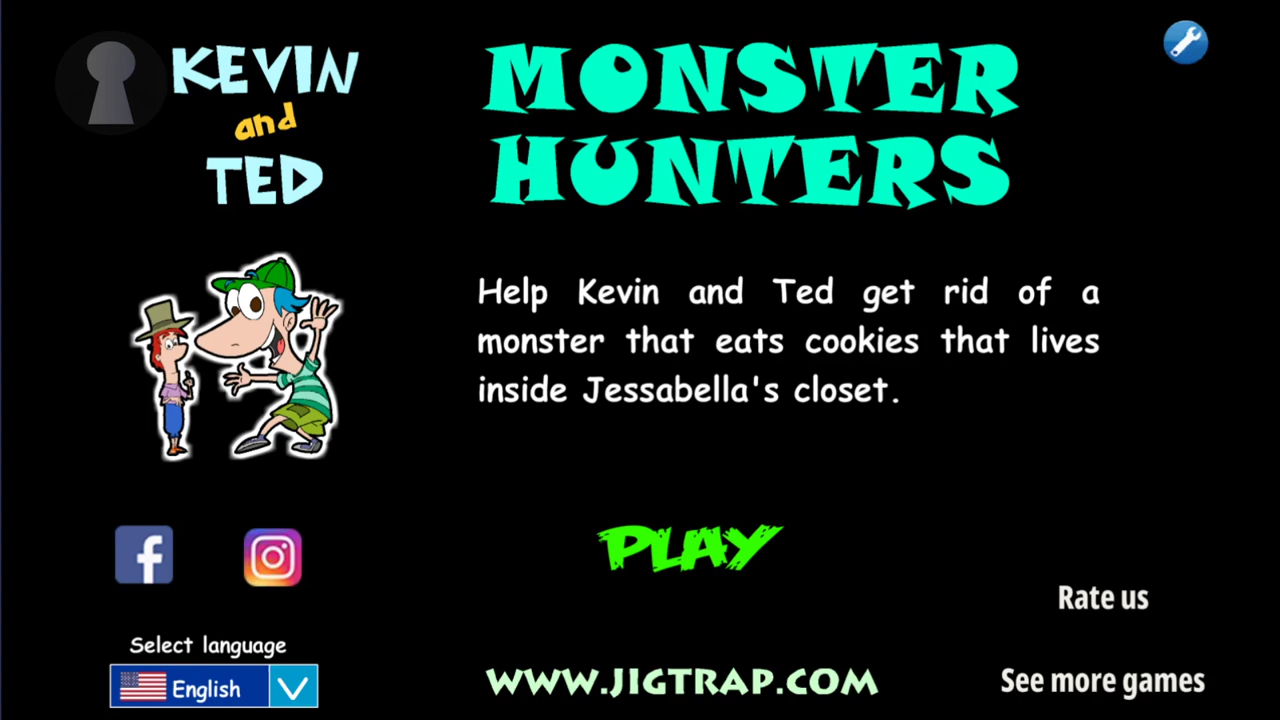 KEVIN
and
TED
MONSTER
HUNTERS
Help Kevin and Ted get rid of a
monster that eats cookies that lives
inside Jessabella's closet.
PLAY
Rate us
Select language
English
WWW.JIGTRAP.COM
See more games